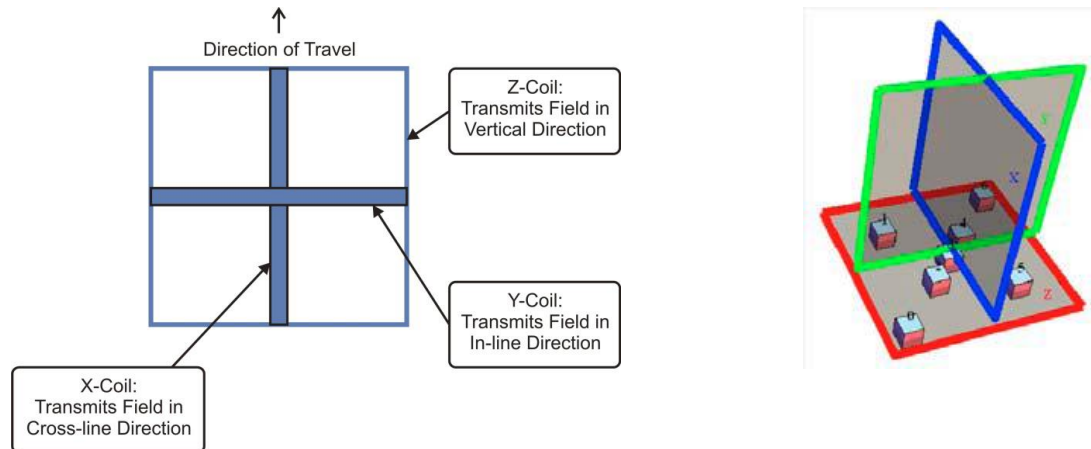 Direction of Travel
Z-Coil:
Transmits Field in
Vertical Direction
Y-Coil:
Transmits Field in
In-line Direction
X-Coil:
Transmits Field in
Cross-line Direction
Y
X
Z